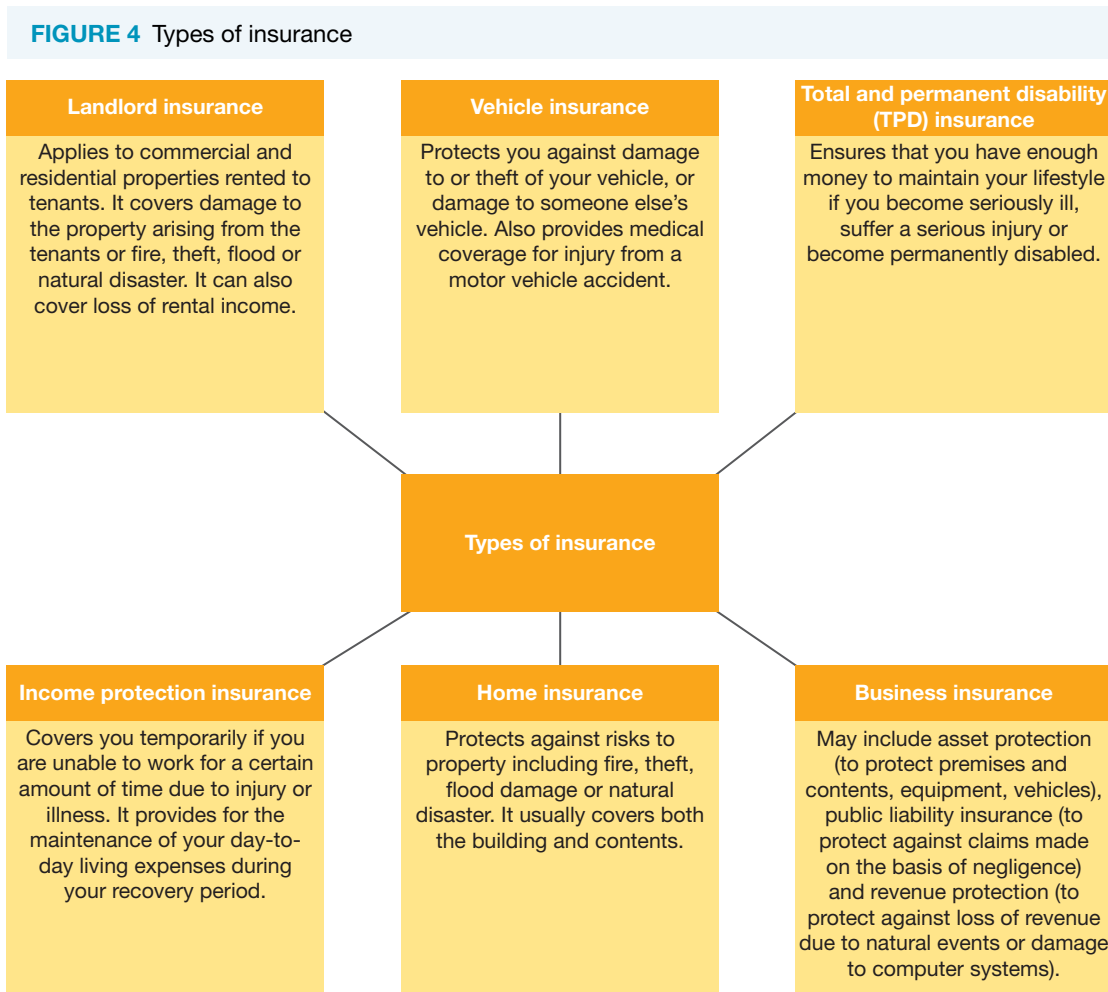 FIGURE 4 Types of insurance
Landlord insurance
Applies to commercial and
residential properties rented to
tenants. It covers damage to
the property arising from the
tenants or fire, theft, flood or
natural disaster. It can also
cover loss of rental income.
Vehicle insurance
Protects you against damage
to or theft of your vehicle, or
damage to someone else's
vehicle. Also provides medical
coverage for injury from a
motor vehicle accident.
Total and permanent disability
(TPD) insurance
Ensures that you have enough
money to maintain your lifestyle
if you become seriously ill,
suffer a serious injury or
become permanently disabled.
Types of insurance
Income protection insurance
Covers you temporarily if you
are unable to work for a certain
amount of time due to injury or
illness. It provides for the
maintenance of your day-to-
day living expenses during
your recovery period.
Home insurance
Protects against risks to
property including fire, theft,
flood damage or natural
disaster. It usually covers both
the building and contents.
Business insurance
May include asset protection
(to protect premises and
contents, equipment, vehicles),
public liability insurance (to
protect against claims made
on the basis of negligence)
and revenue protection (to
protect against loss of revenue
due to natural events or damage
to computer systems).